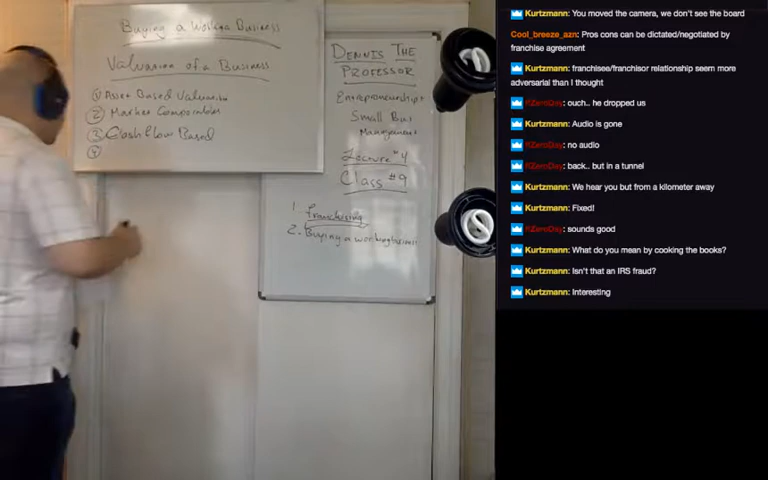 Buying a Working Business
Valuation of a Business
① Asset Based Valuation
② Market Comparables
③ Cashflow Based
④
DENNIS THE
PROFESSOR
Entrepreneurship
Small Bus
Management
Lecture #4
Class #9
1. Franchising
2. Buying a working business
Kurtzmann: You moved the camera, we don't see the board
Cool_breeze_azn: Pros cons can be dictated/negotiated by
franchise agreement
Kurtzmann: franchisee/franchisor relationship seem more
adversarial than I thought
ouch.. he dropped us
Kurtzmann: Audio is gone
no audio
back.. but in a tunnel
Kurtzmann: We hear you but from a kilometer away
Kurtzmann: Fixed!
sounds good
Kurtzmann: What do you mean by cooking the books?
Kurtzmann: Isn't that an IRS fraud?
Kurtzmann: Interesting